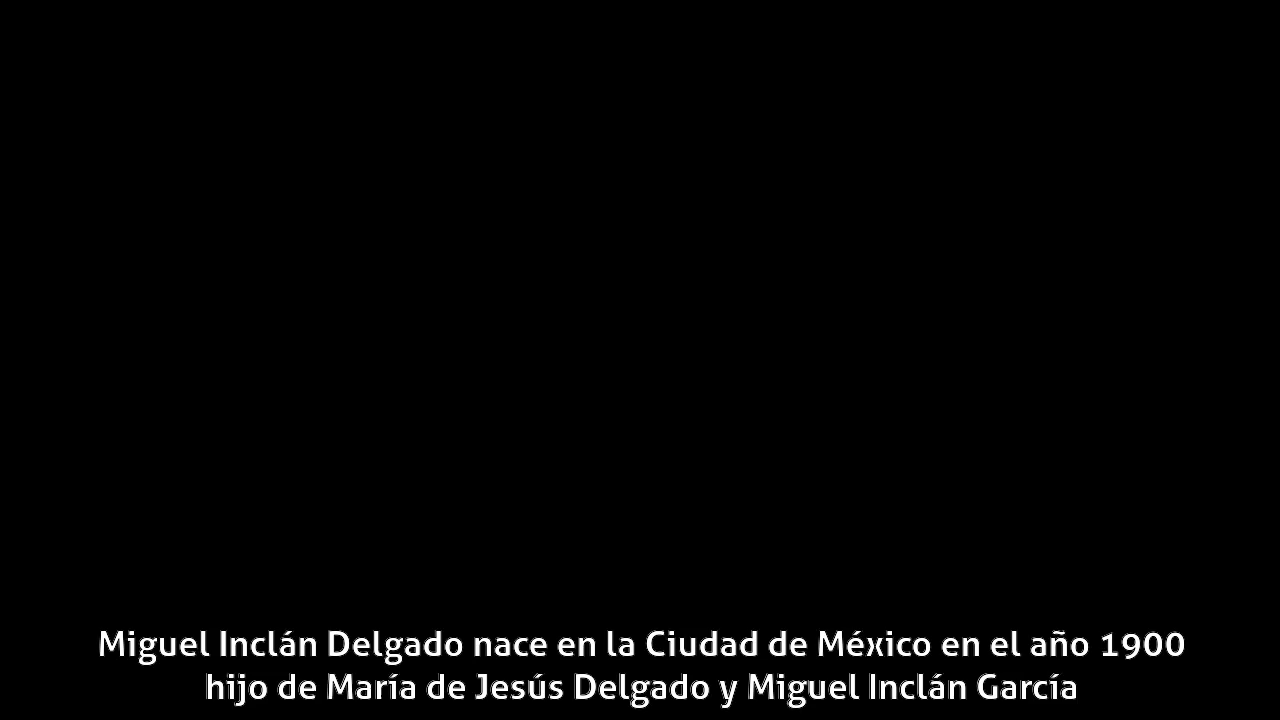 Miguel Inclán Delgado nace en la Ciudad de México en el año 1900
hijo de María de Jesús Delgado y Miguel Inclán García